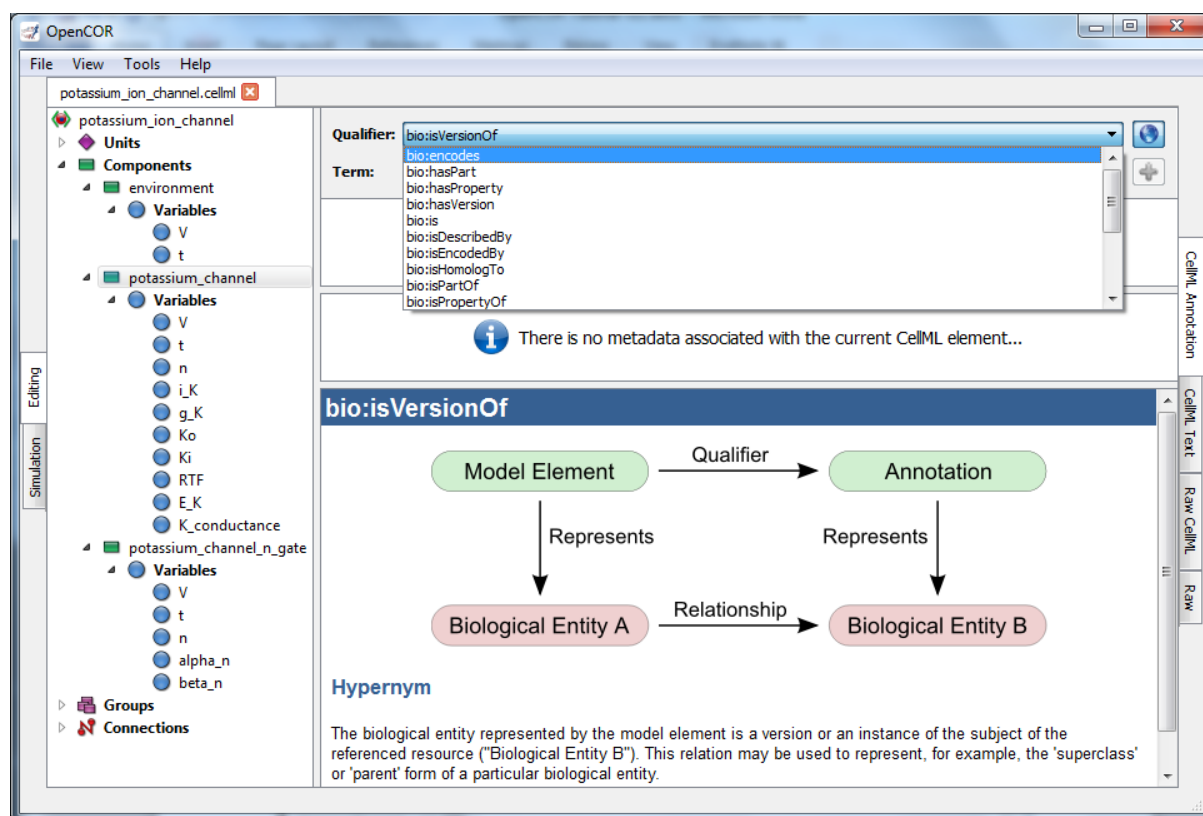 OpenCOR
File View Tools Help
potassium_ion_channel.cellml
potassium_ion_channel
Units
Components
environment
Variables
V
t
potassium_channel
Variables
V
t
n
i_K
g_K
Ko
Ki
RTF
E_K
K_conductance
potassium_channel_n_gate
Variables
V
t
n
alpha_n
beta_n
Groups
Connections
Editing
Simulation
Qualifier: bio:isVersionOf
Term:
bio:encodes
bio:hasPart
bio:hasProperty
bio:hasVersion
bio:is
bio:isDescribedBy
bio:isEncodedBy
bio:isHomologTo
bio:isPartOf
bio:isPropertyOf
There is no metadata associated with the current CellML element...
bio:isVersionOf
Model Element
Qualifier
Annotation
Represents
Represents
Biological Entity A
Relationship
Biological Entity B
Hypernym
The biological entity represented by the model element is a version or an instance of the subject of the
referenced resource ("Biological Entity B"). This relation may be used to represent, for example, the 'superclass'
or 'parent' form of a particular biological entity.
CellML Annotation
CellML Text
Raw CellML
Raw